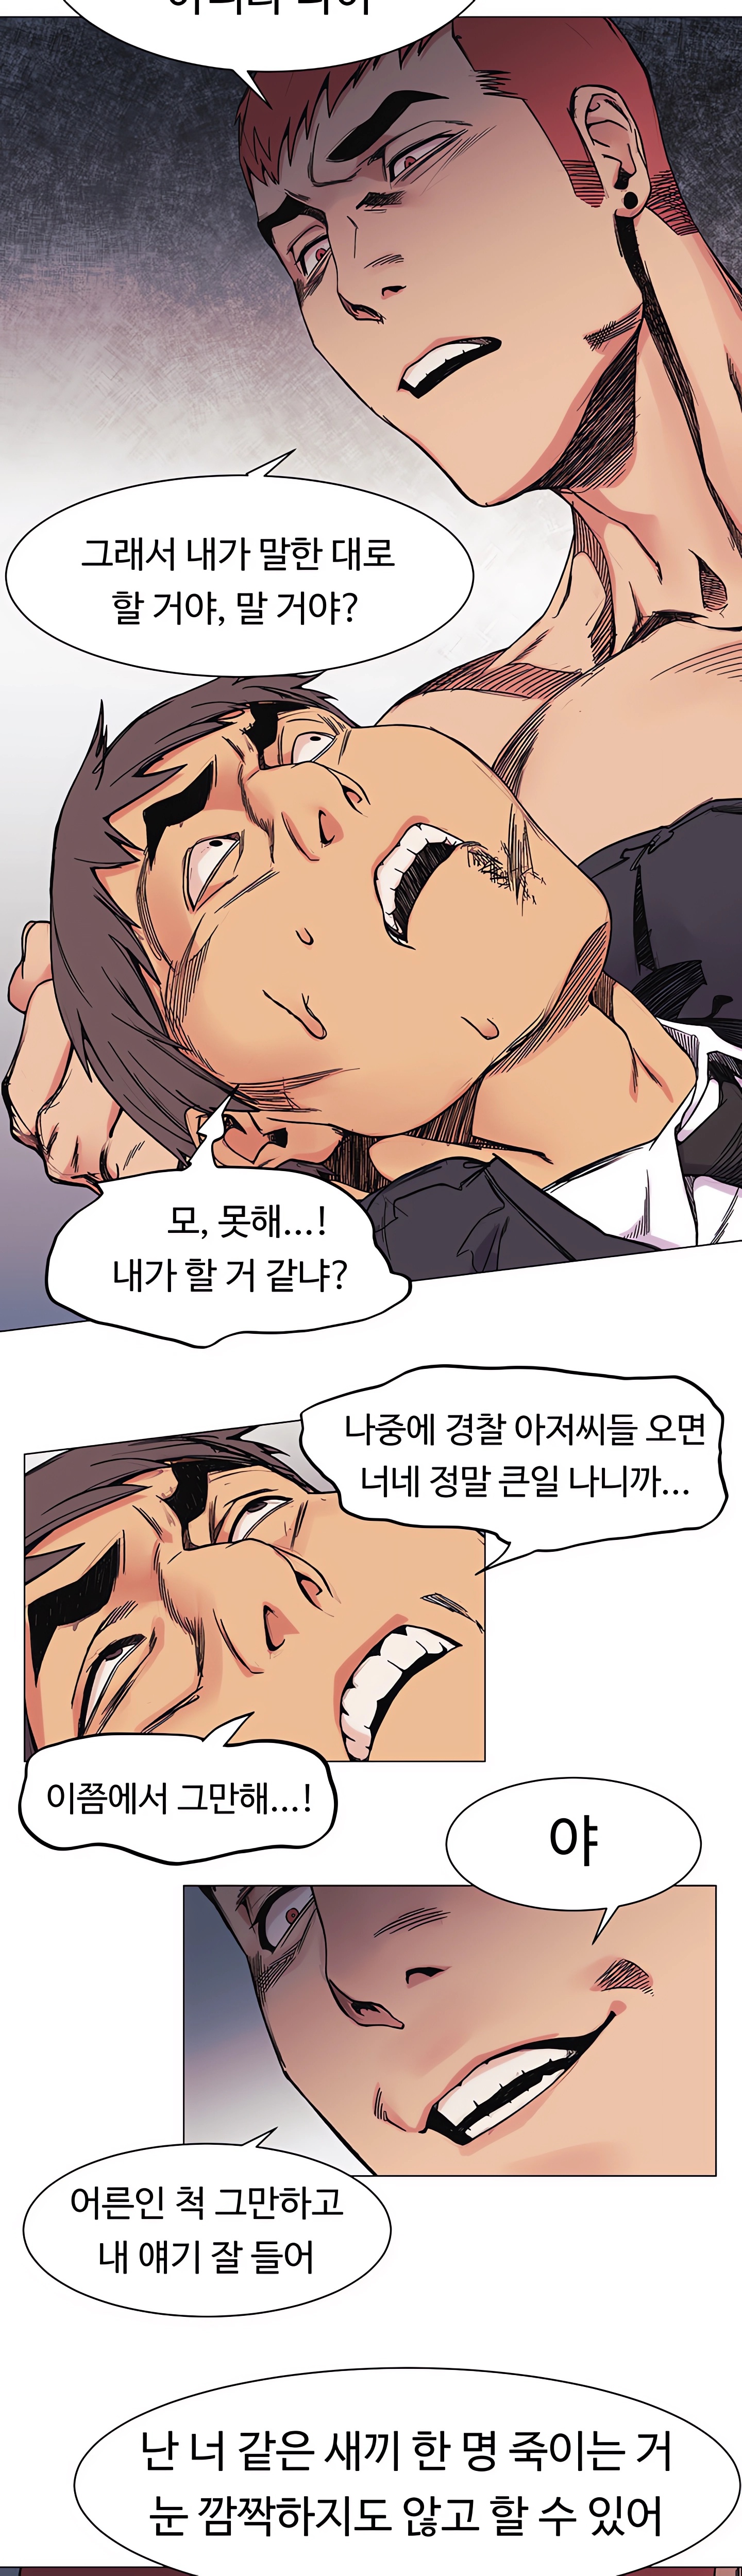 그래서 내가 말한 대로
할 거야, 말 거야?
모, 못해...!
내가 할 거 같냐?
나중에 경찰 아저씨들 오면
너네 정말 큰일 나니까...
이쯤에서 그만해...!
야
어른인 척 그만하고
내 얘기 잘 들어
난 너 같은 새끼 한 명 죽이는 거
눈 깜짝하지도 않고 할 수 있어